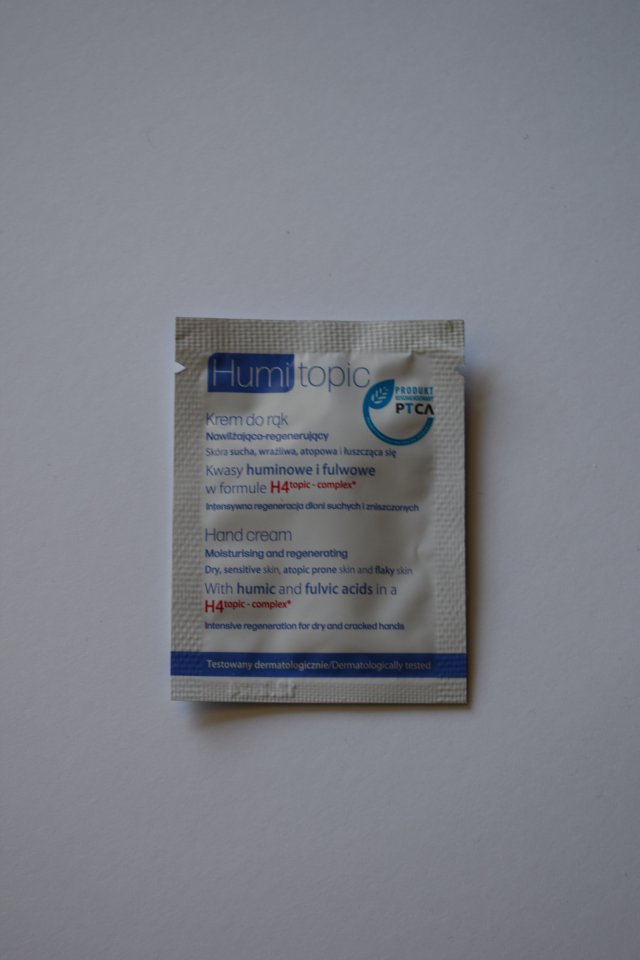 Humi topic
PRODUKT
REKOMENDOWANY
PTCA
Krem do rąk
Nawilżająco-regenerujący
Skóra sucha, wrażliwa, atopowa i łuszcząca się
Kwasy huminowe i fulwowe
w formule H4topic - complex*
Intensywna regeneracja dłoni suchych i zniszczonych
Hand cream
Moisturising and regenerating
Dry, sensitive skin, atopic prone skin and flaky skin
With humic and fulvic acids in a
H4topic - complex*
Intensive regeneration for dry and cracked hands
Testowany dermatologicznie/Dermatologically tested